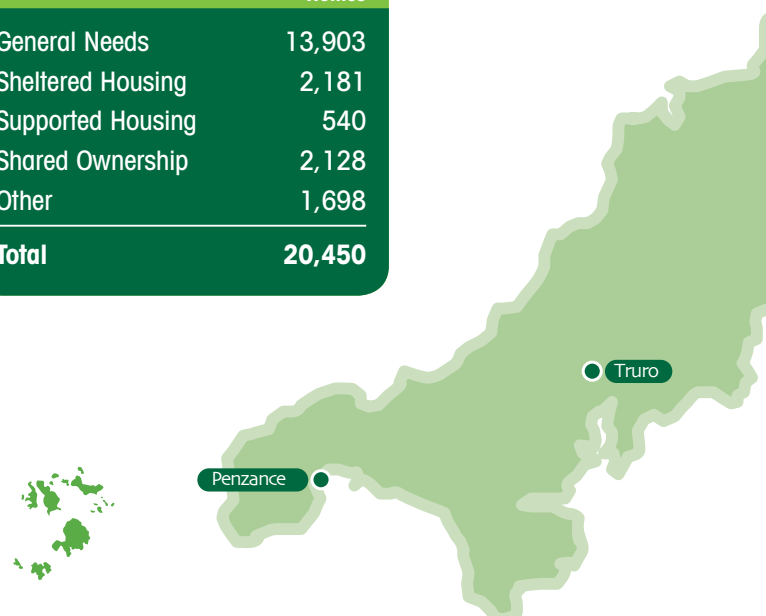 General Needs 13,903
Sheltered Housing 2,181
Supported Housing 540
Shared Ownership 2,128
Other 1,698
Total 20,450
Truro
Penzance